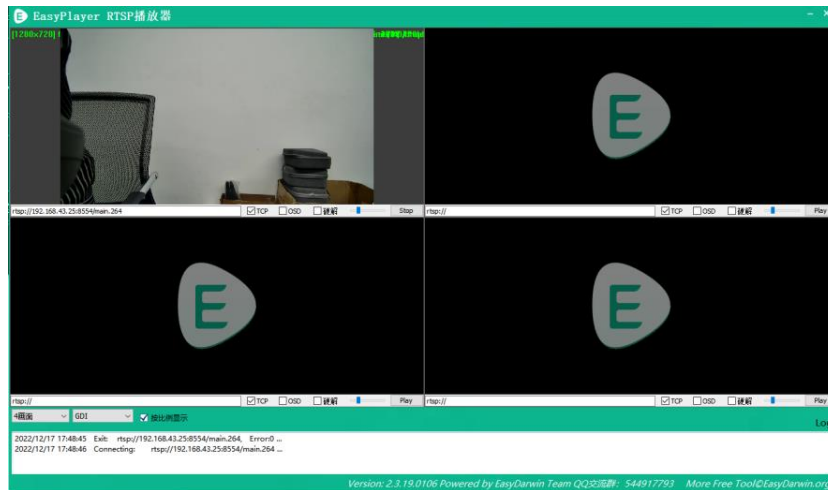 EasyPlayer RTSP播放器
[1280x720]
rtsp://192.168.43.25:8554/main.264 TCP OSD 硬解 Stop
rtsp:// TCP OSD 硬解 Play
rtsp:// TCP OSD 硬解 Play
rtsp:// TCP OSD 硬解 Play
4画面 GDI 按比例显示
2022/12/17 17:48:45 Exit: rtsp://192.168.43.25:8554/main.264, Error:0 ...
2022/12/17 17:48:46 Connecting: rtsp://192.168.43.25:8554/main.264 ...
Version: 2.3.19.0106 Powered by EasyDarwin Team QQ交流群: 544917793 More Free Tool©EasyDarwin.org